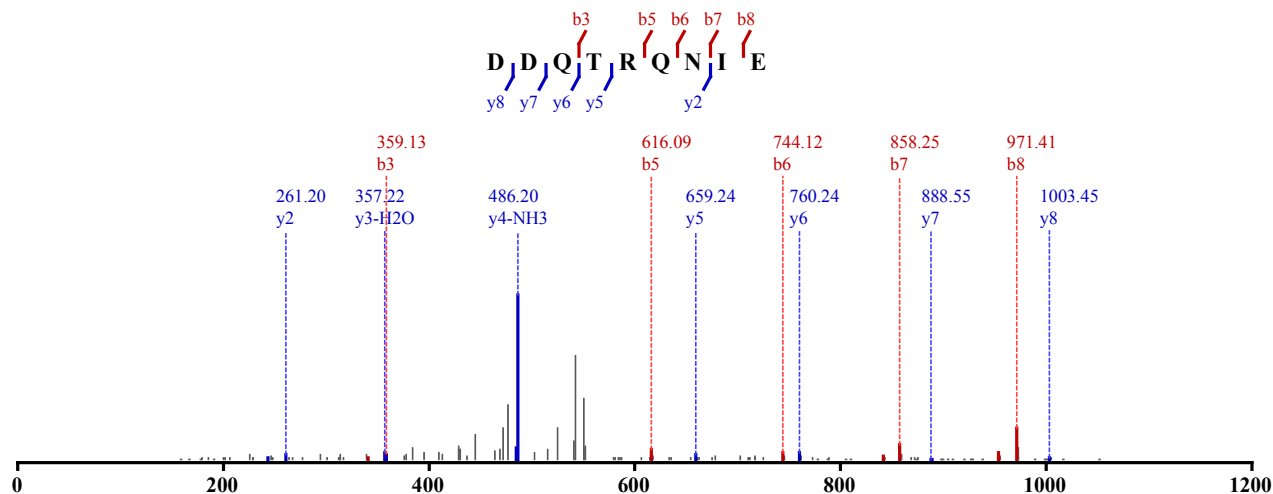 b3 b5 b6 b7 b8
D D Q T R Q N I E
y8 y7 y6 y5 y2
359.13 616.09 744.12 858.25 971.41
b3 b5 b6 b7 b8
261.20 357.22 486.20 659.24 760.24 888.55 1003.45
y2 y3-H2O y4-NH3 y5 y6 y7 y8
0 200 400 600 800 1000 1200